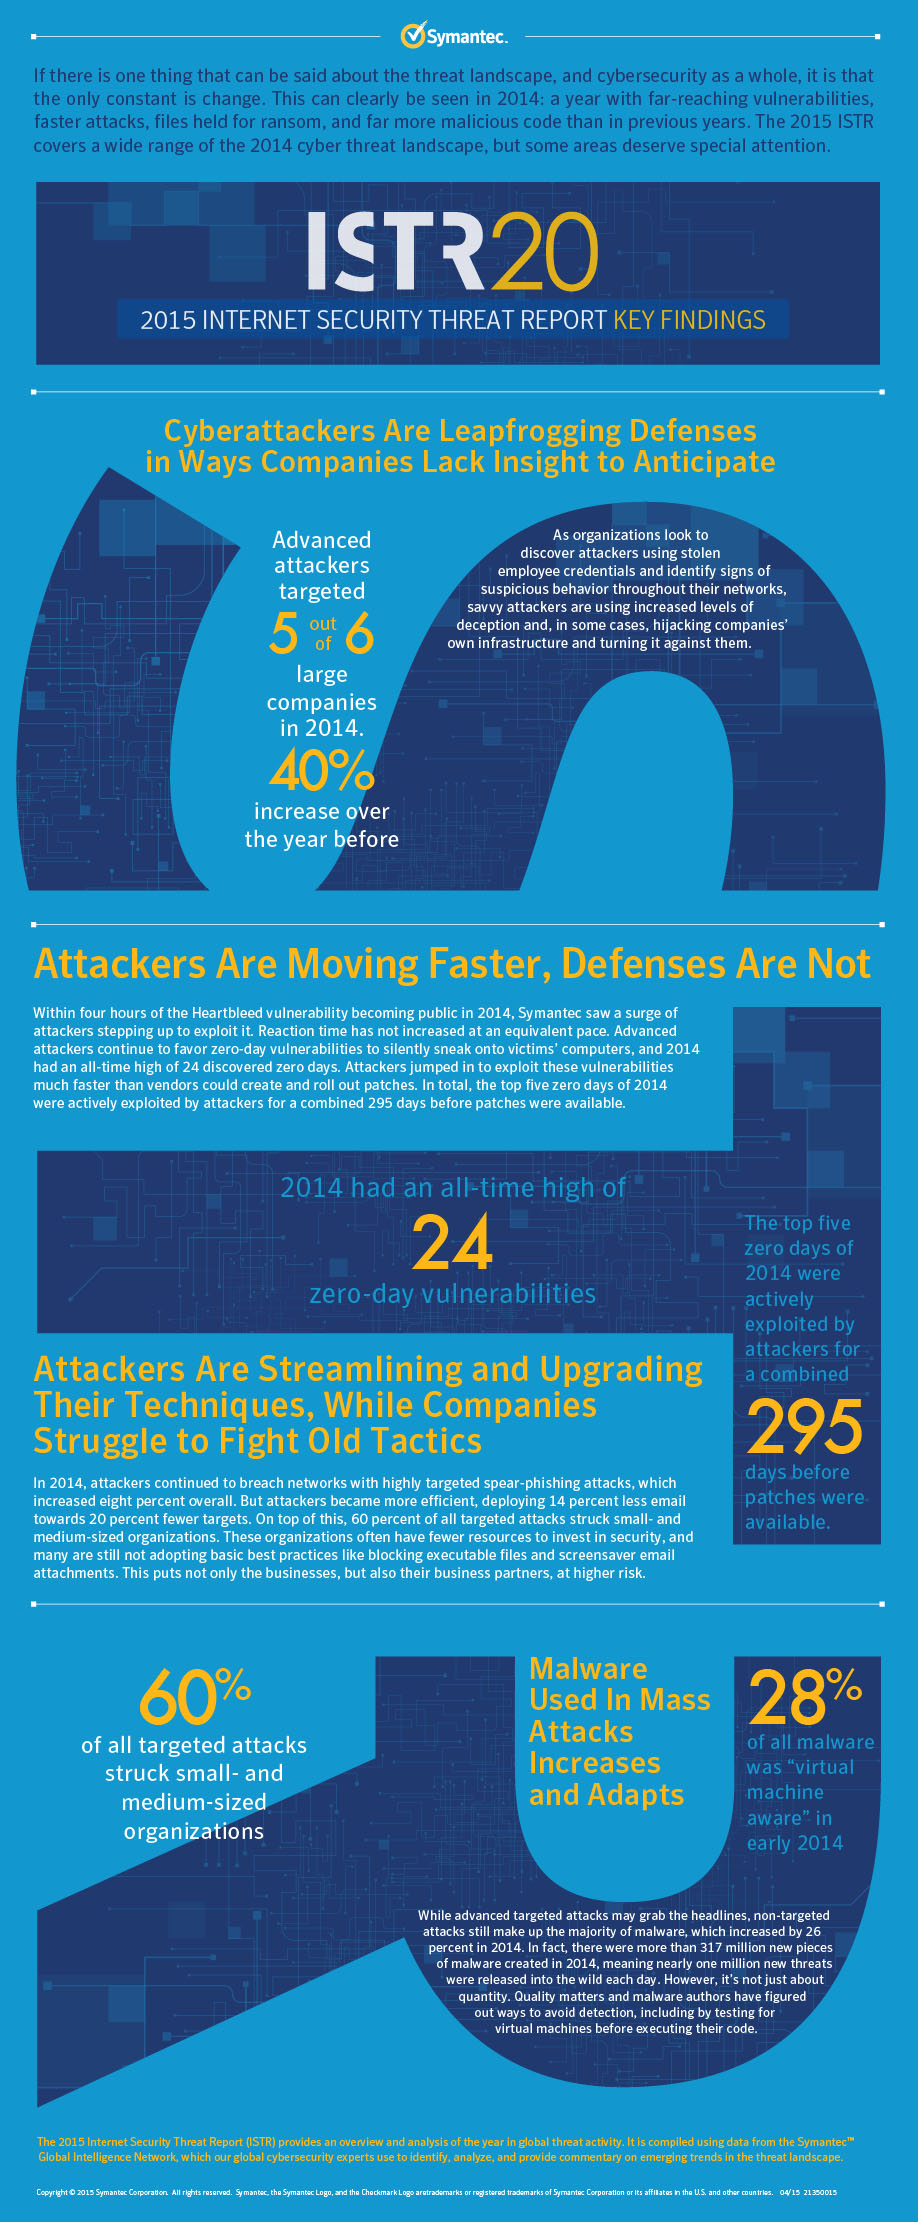 Symantec.
If there is one thing that can be said about the threat landscape, and cybersecurity as a whole, it is that
the only constant is change. This can clearly be seen in 2014: a year with far-reaching vulnerabilities,
faster attacks, files held for ransom, and far more malicious code than in previous years. The 2015 ISTR
covers a wide range of the 2014 cyber threat landscape, but some areas deserve special attention.
ISTR20
2015 INTERNET SECURITY THREAT REPORT KEY FINDINGS
Cyberattackers Are Leapfrogging Defenses
in Ways Companies Lack Insight to Anticipate
Advanced
attackers
targeted
5 out of 6
large
companies
in 2014.
40%
increase over
the year before
As organizations look to
discover attackers using stolen
employee credentials and identify signs of
suspicious behavior throughout their networks,
savvy attackers are using increased levels of
deception and, in some cases, hijacking companies'
own infrastructure and turning it against them.
Attackers Are Moving Faster, Defenses Are Not
Within four hours of the Heartbleed vulnerability becoming public in 2014, Symantec saw a surge of
attackers stepping up to exploit it. Reaction time has not increased at an equivalent pace. Advanced
attackers continue to favor zero-day vulnerabilities to silently sneak onto victims' computers, and 2014
had an all-time high of 24 discovered zero days. Attackers jumped in to exploit these vulnerabilities
much faster than vendors could create and roll out patches. In total, the top five zero days of 2014
were actively exploited by attackers for a combined 295 days before patches were available.
2014 had an all-time high of
24
zero-day vulnerabilities
The top five
zero days of
2014 were
actively
exploited by
attackers for
a combined
295
days before
patches were
available.
Attackers Are Streamlining and Upgrading
Their Techniques, While Companies
Struggle to Fight Old Tactics
In 2014, attackers continued to breach networks with highly targeted spear-phishing attacks, which
increased eight percent overall. But attackers became more efficient, deploying 14 percent less email
towards 20 percent fewer targets. On top of this, 60 percent of all targeted attacks struck small- and
medium-sized organizations. These organizations often have fewer resources to invest in security, and
many are still not adopting basic best practices like blocking executable files and screensaver email
attachments. This puts not only the businesses, but also their business partners, at higher risk.
60%
of all targeted attacks
struck small- and
medium-sized
organizations
Malware
Used In Mass
Attacks
Increases
and Adapts
28%
of all malware
was “virtual
machine
aware” in
early 2014
While advanced targeted attacks may grab the headlines, non-targeted
attacks still make up the majority of malware, which increased by 26
percent in 2014. In fact, there were more than 317 million new pieces
of malware created in 2014, meaning nearly one million new threats
were released into the wild each day. However, it's not just about
quantity. Quality matters and malware authors have figured
out ways to avoid detection, including by testing for
virtual machines before executing their code.
The 2015 Internet Security Threat Report (ISTR) provides an overview and analysis of the year in global threat activity. It is compiled using data from the Symantec™
Global Intelligence Network, which our global cybersecurity experts use to identify, analyze, and provide commentary on emerging trends in the threat landscape.
Copyright © 2015 Symantec Corporation. All rights reserved. Symantec, the Symantec Logo, and the Checkmark Logo aretrademarks or registered trademarks of Symantec Corporation or its affiliates in the U.S. and other countries. 04/15 21350015